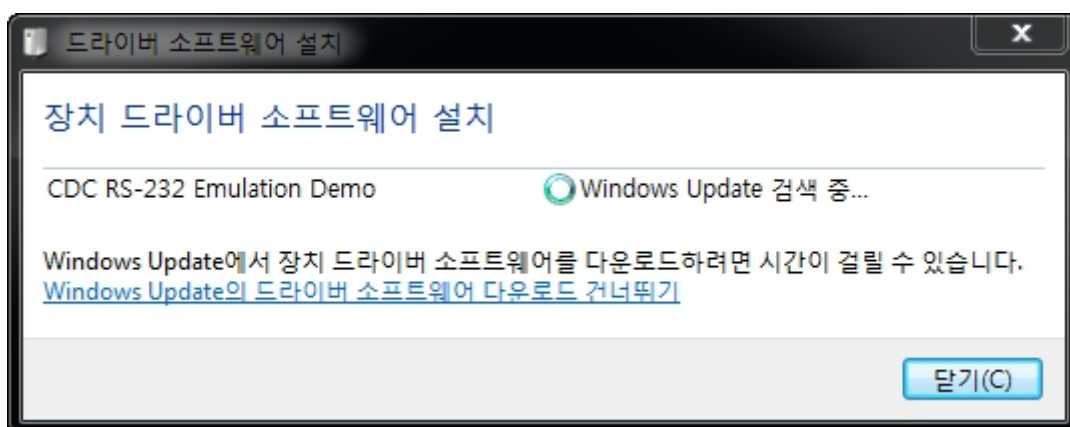 드라이버 소프트웨어 설치
x
장치 드라이버 소프트웨어 설치
CDC RS-232 Emulation Demo Windows Update 검색 중...
Windows Update에서 장치 드라이버 소프트웨어를 다운로드하려면 시간이 걸릴 수 있습니다.
Windows Update의 드라이버 소프트웨어 다운로드 건너뛰기
닫기(C)